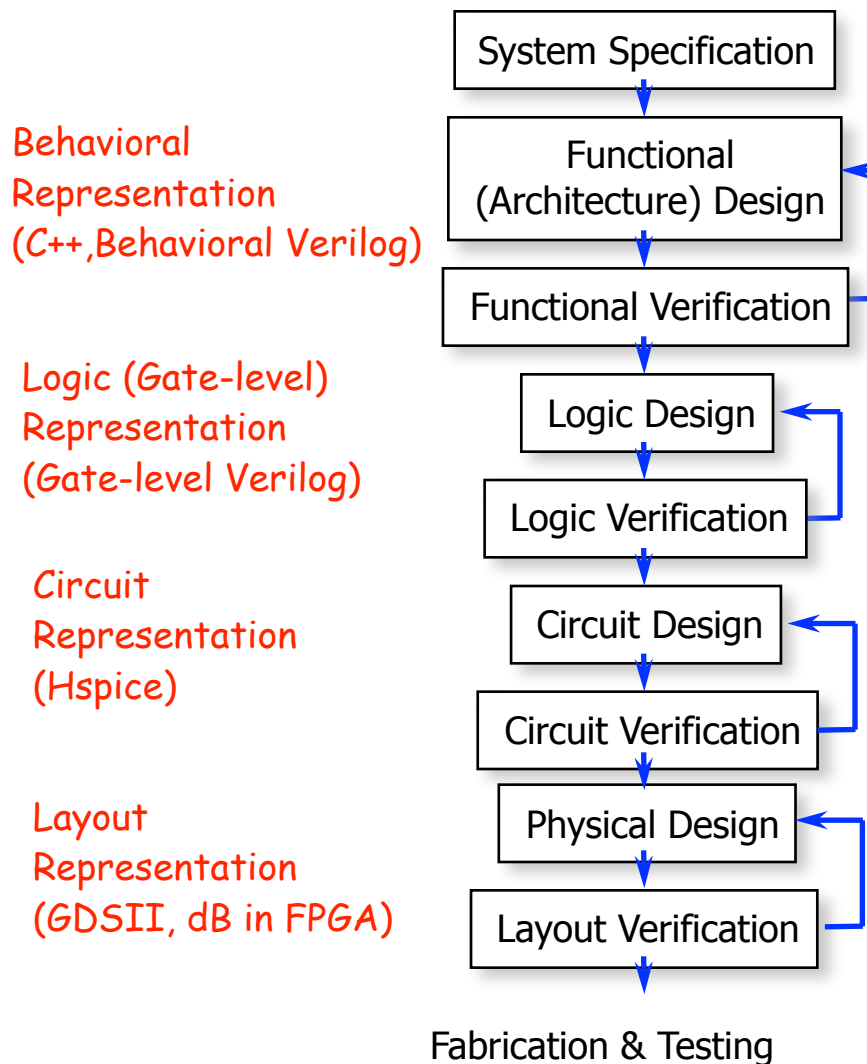 System Specification
Behavioral
Representation
(C++,Behavioral Verilog)
Functional
(Architecture) Design
Functional Verification
Logic (Gate-level)
Representation
(Gate-level Verilog)
Logic Design
Logic Verification
Circuit
Representation
(Hspice)
Circuit Design
Circuit Verification
Layout
Representation
(GDSII, dB in FPGA)
Physical Design
Layout Verification
Fabrication & Testing